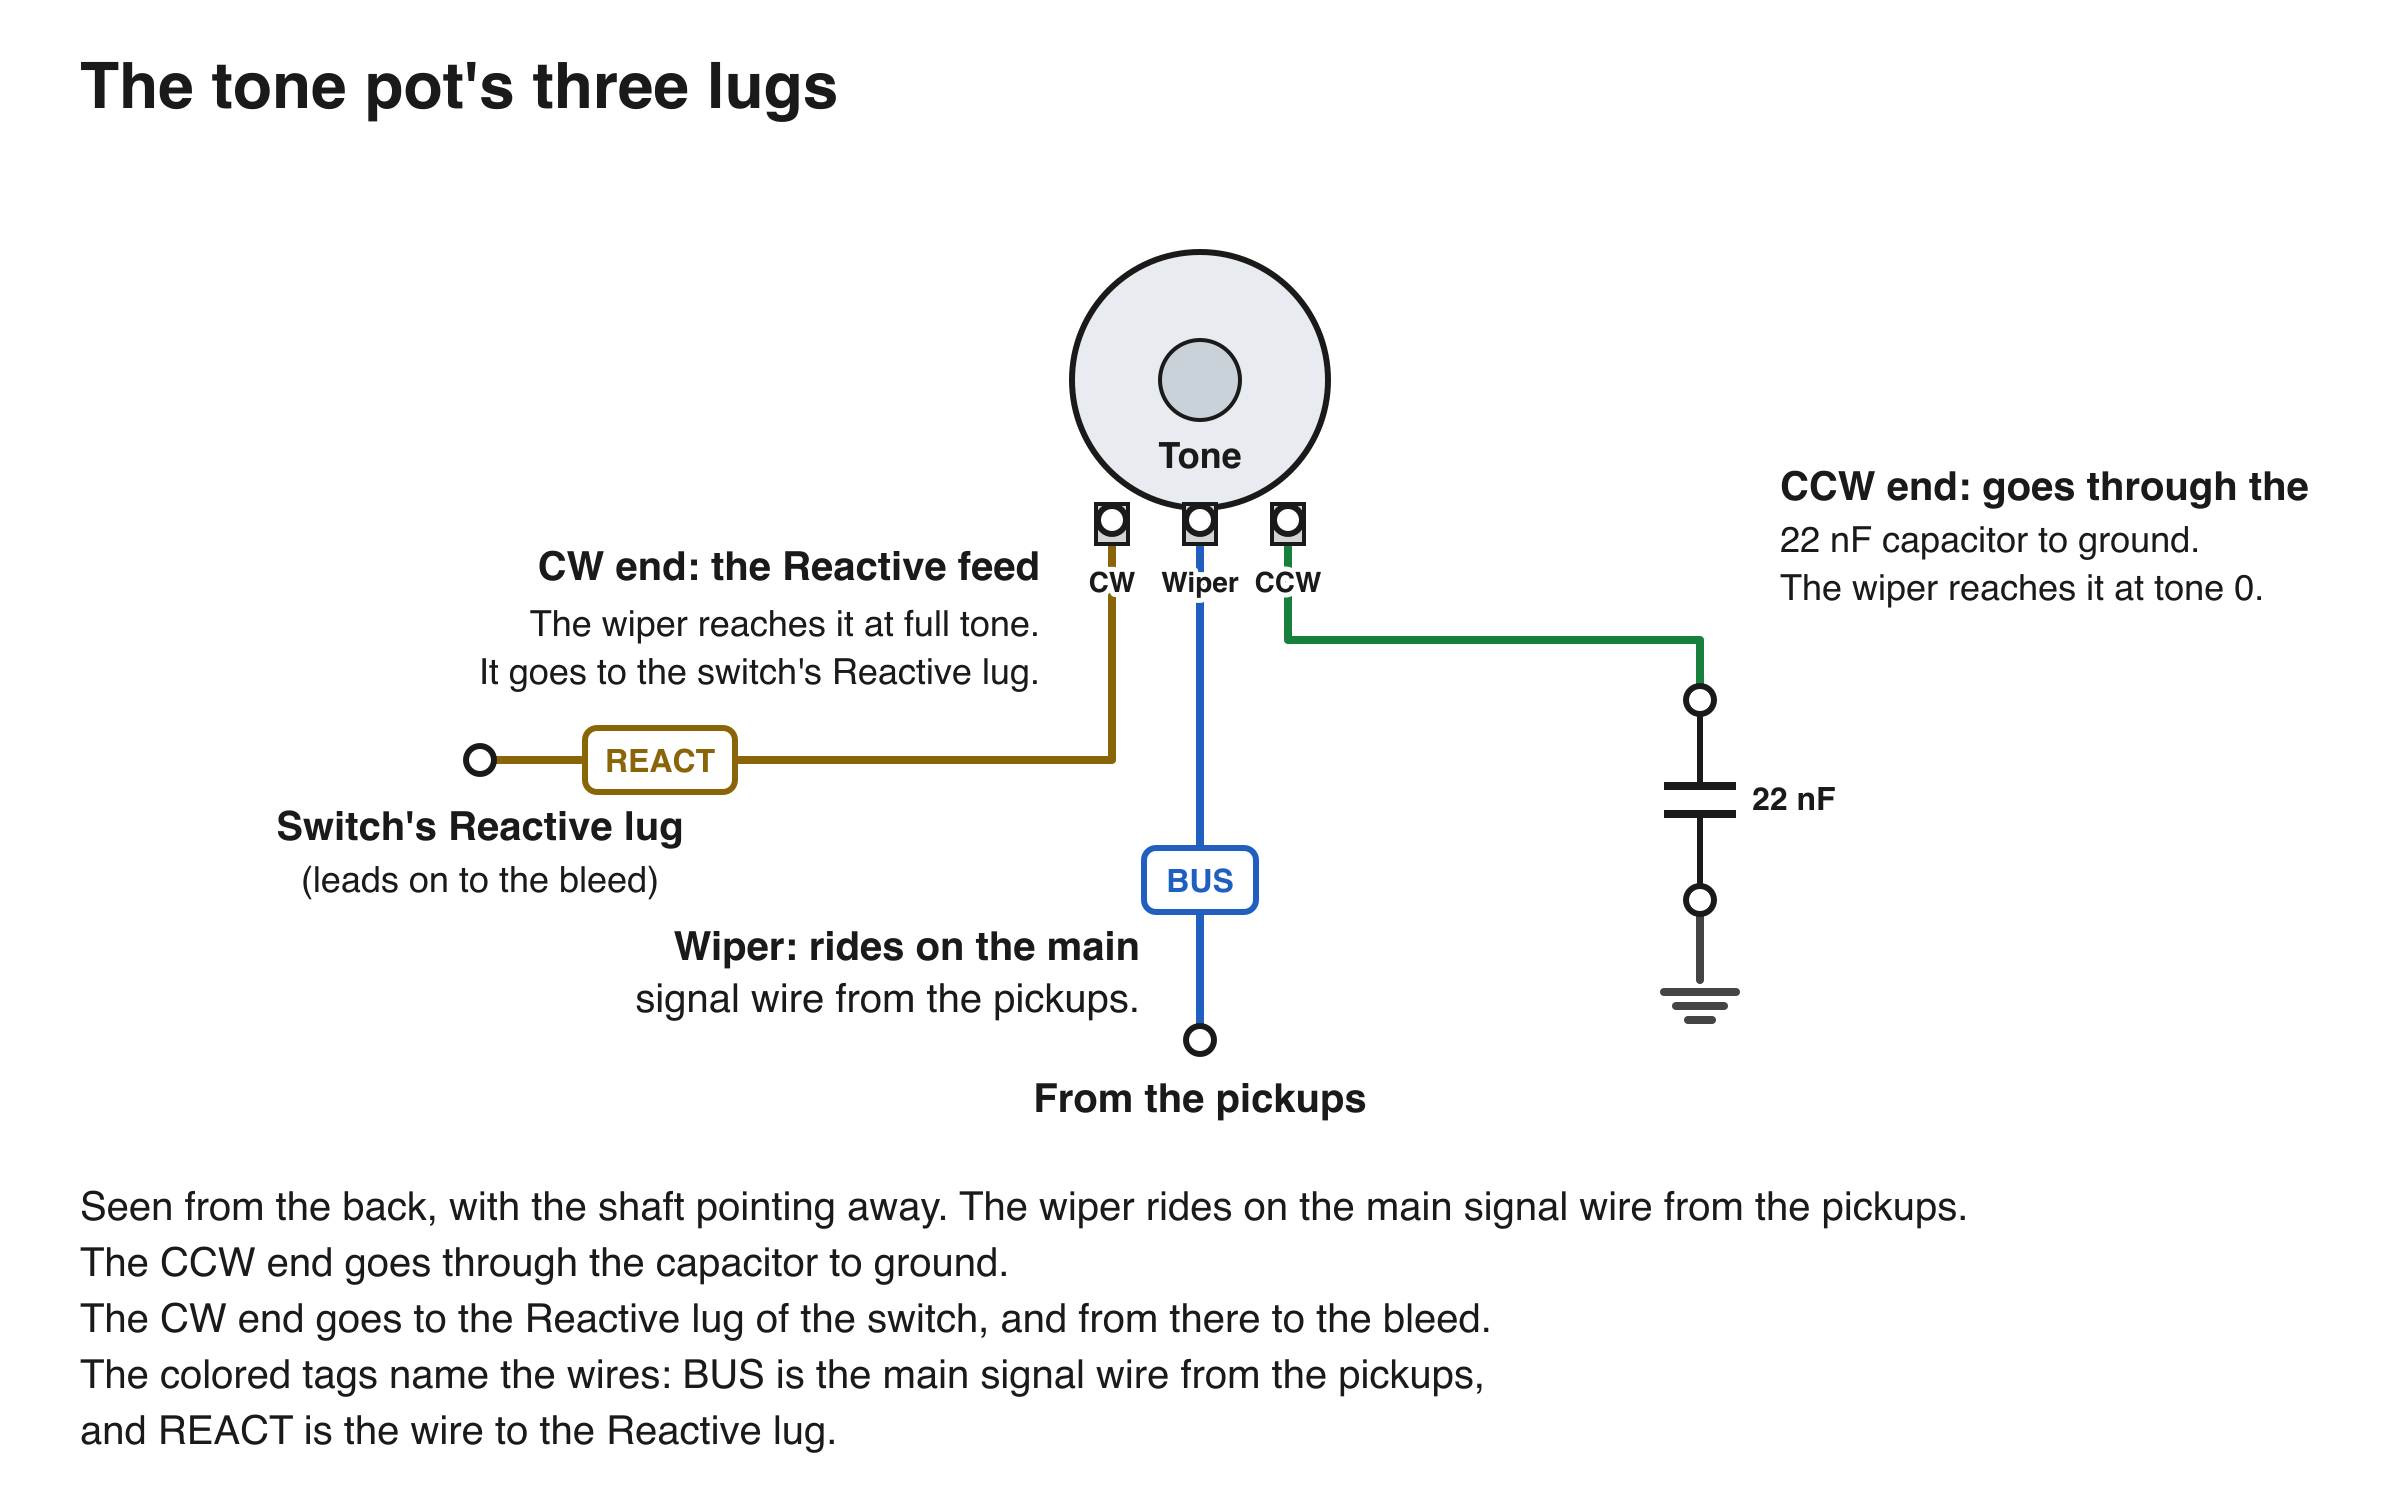 The tone pot's three lugs
Tone
CW end: the Reactive feed
The wiper reaches it at full tone.
It goes to the switch's Reactive lug.
CW
Wiper
CCW
CCW end: goes through the
22 nF capacitor to ground.
The wiper reaches it at tone 0.
REACT
Switch's Reactive lug
(leads on to the bleed)
22 nF
BUS
Wiper: rides on the main
signal wire from the pickups.
From the pickups
Seen from the back, with the shaft pointing away. The wiper rides on the main signal wire from the pickups.
The CCW end goes through the capacitor to ground.
The CW end goes to the Reactive lug of the switch, and from there to the bleed.
The colored tags name the wires: BUS is the main signal wire from the pickups,
and REACT is the wire to the Reactive lug.